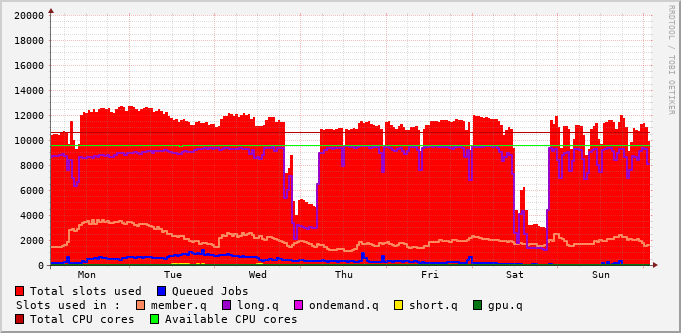 20000
18000
16000
14000
12000
10000
8000
6000
4000
2000
0
Mon Tue Wed Thu Fri Sat Sun
RRDTOOL / TOBI OETIKER
Total slots used Queued Jobs
Slots used in : member.q long.q ondemand.q short.q gpu.q
Total CPU cores Available CPU cores